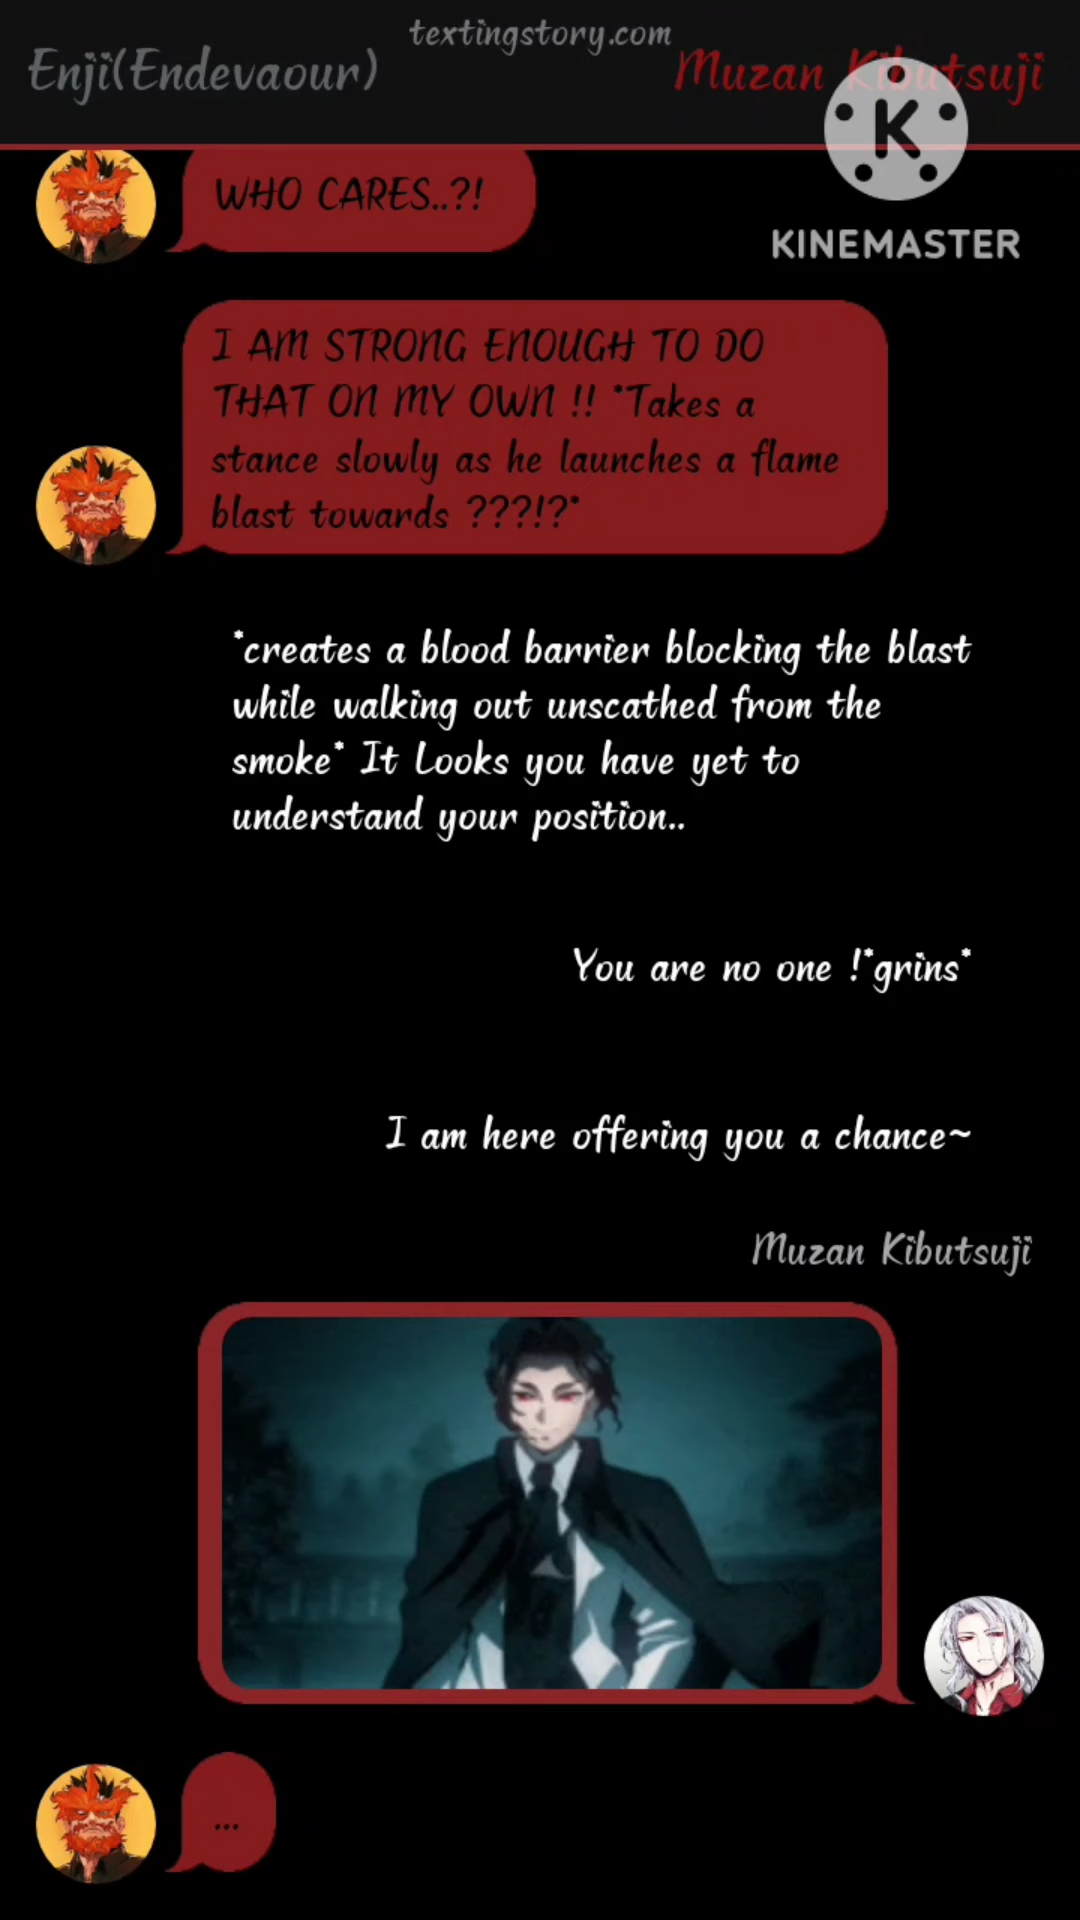 textingstory.com
Enji(Endevaour)
Muzan Kibutsuji
K
KINEMASTER
WHO CARES..?!
I AM STRONG ENOUGH TO DO
THAT ON MY OWN !! *Takes a
stance slowly as he launches a flame
blast towards ???!?*
*creates a blood barrier blocking the blast
while walking out unscathed from the
smoke* It Looks you have yet to
understand your position..
You are no one !*grins*
I am here offering you a chance~
Muzan Kibutsuji
...